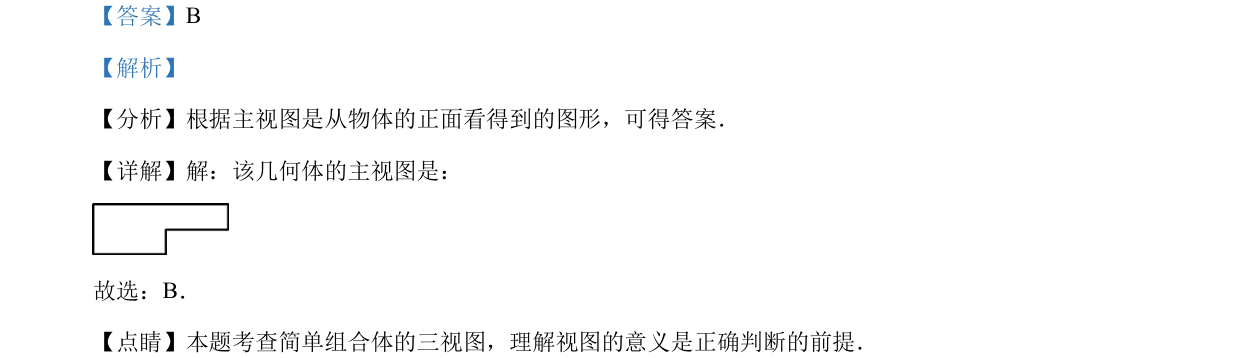 【答案】B
【解析】
【分析】根据主视图是从物体的正面看得到的图形，可得答案．
【详解】解：该几何体的主视图是：
故选：B．
【点睛】本题考查简单组合体的三视图，理解视图的意义是正确判断的前提．